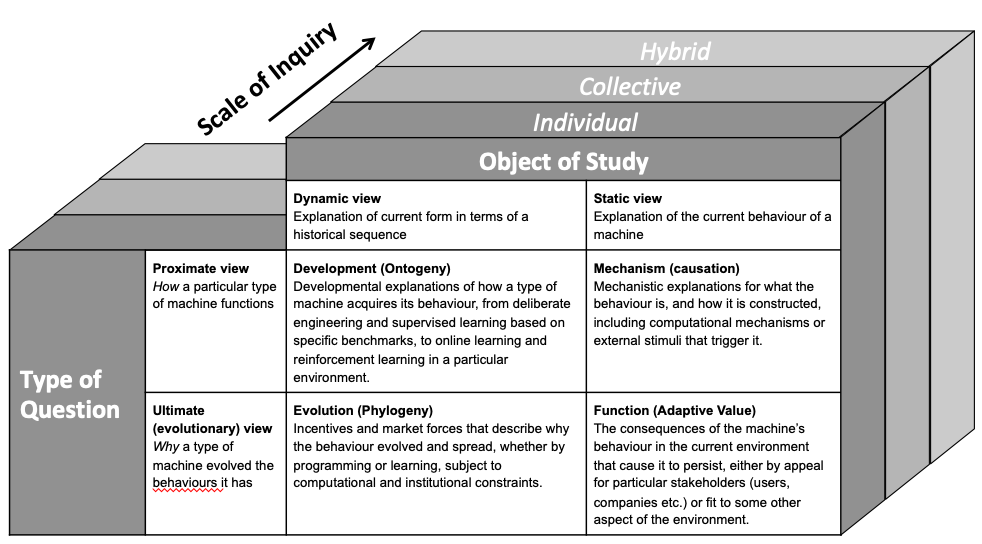 Scale of Inquiry
Hybrid
Collective
Individual
Object of Study
Dynamic view
Explanation of current form in terms of a
historical sequence
Static view
Explanation of the current behaviour of a
machine
Type of
Question
Proximate view
How a particular type
of machine functions
Development (Ontogeny)
Developmental explanations of how a type of
machine acquires its behaviour, from deliberate
engineering and supervised learning based on
specific benchmarks, to online learning and
reinforcement learning in a particular
environment.
Mechanism (causation)
Mechanistic explanations for what the
behaviour is, and how it is constructed,
including computational mechanisms or
external stimuli that trigger it.
Ultimate
(evolutionary) view
Why a type of
machine evolved the
behaviours it has
Evolution (Phylogeny)
Incentives and market forces that describe why
the behaviour evolved and spread, whether by
programming or learning, subject to
computational and institutional constraints.
Function (Adaptive Value)
The consequences of the machine's
behaviour in the current environment
that cause it to persist, either by appeal
for particular stakeholders (users,
companies etc.) or fit to some other
aspect of the environment.